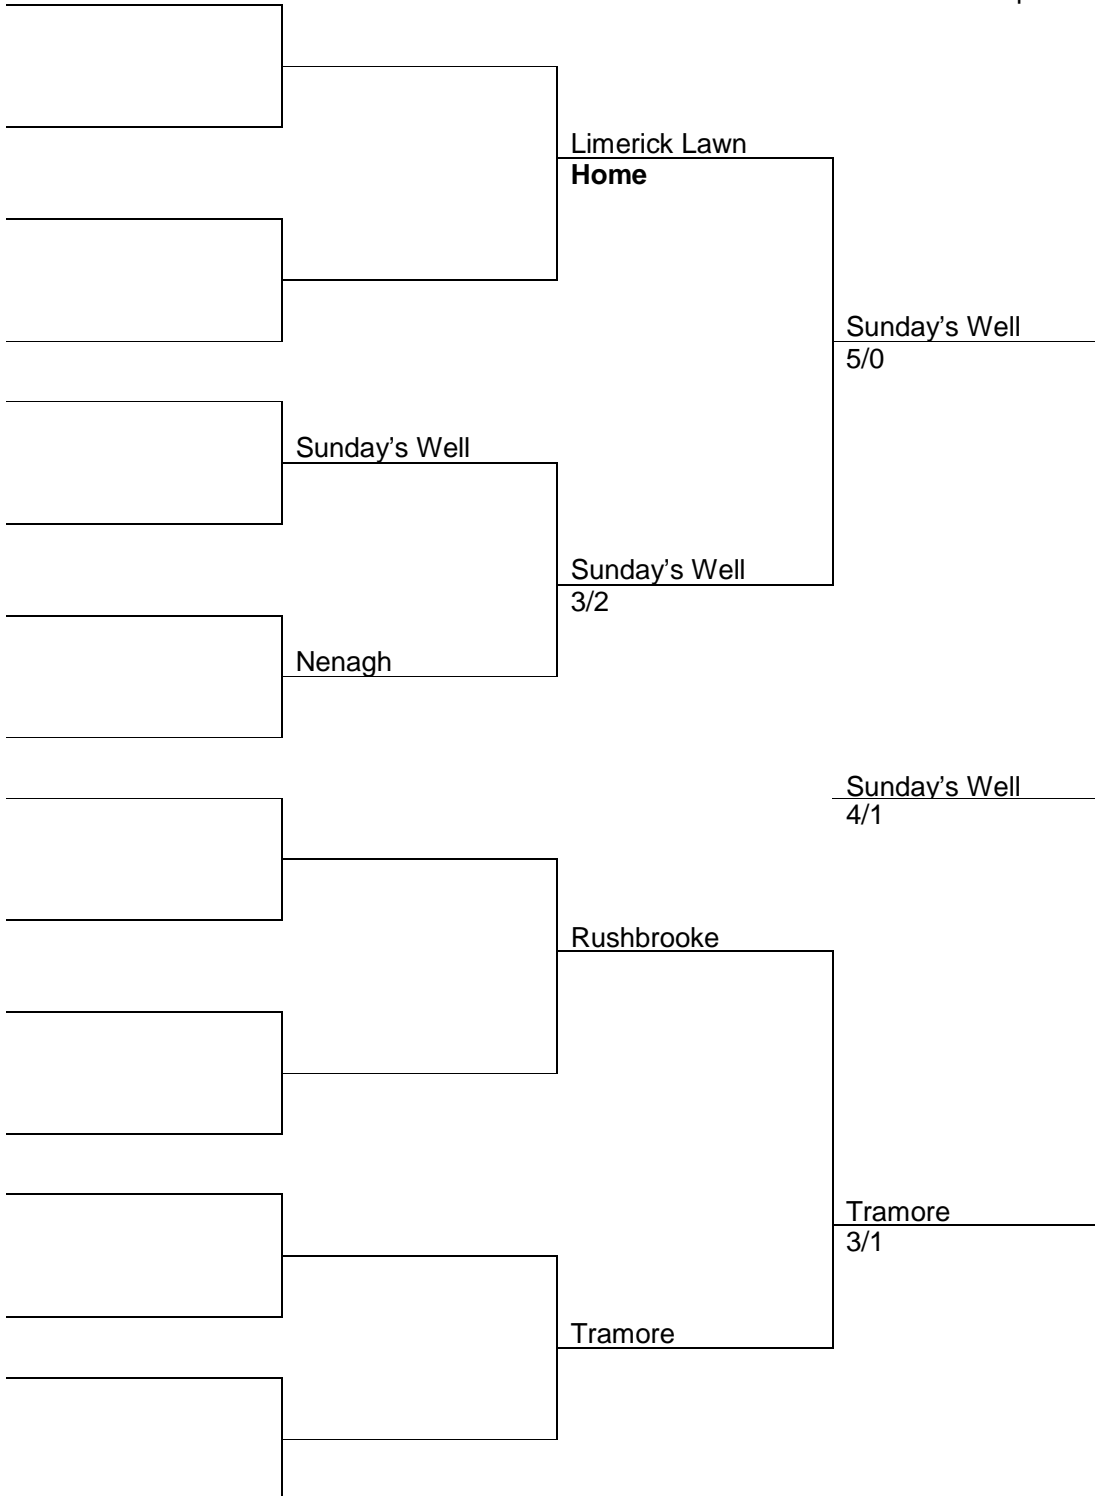 Limerick Lawn
Home
Sunday’s Well
5/0
Sunday’s Well
Sunday’s Well
3/2
Nenagh
Sunday’s Well
4/1
Rushbrooke
Tramore
3/1
Tramore